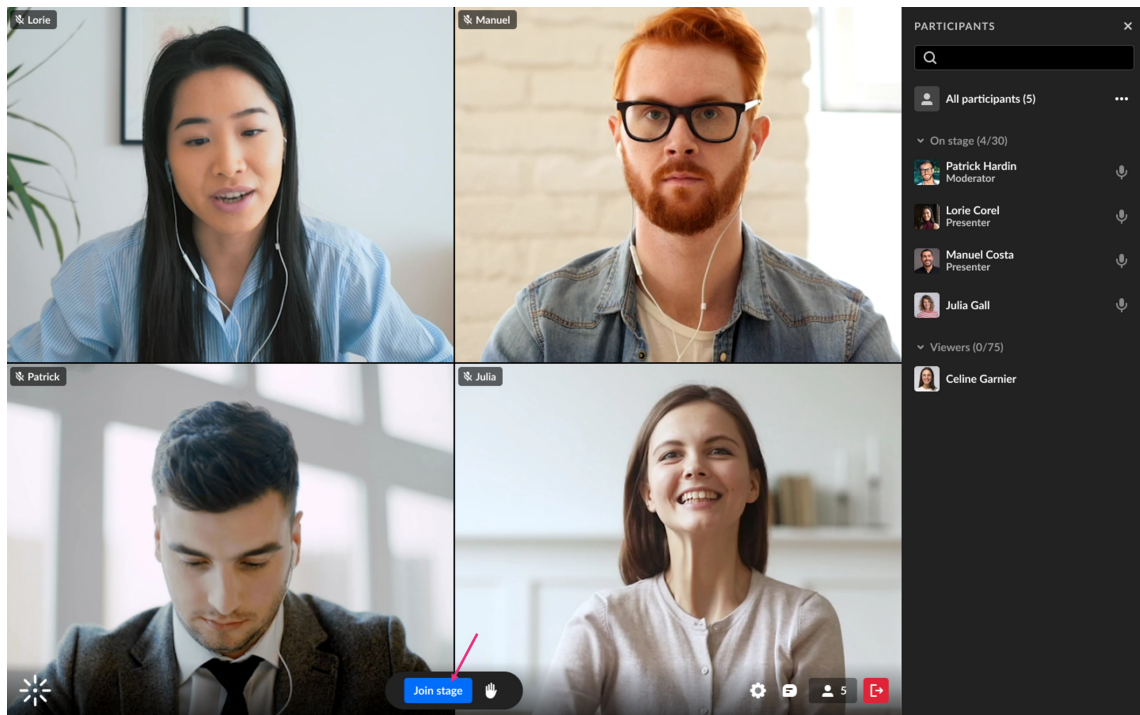 Lorie
Manuel
PARTICIPANTS
All participants (5)
On stage (4/30)
Patrick Hardin
Moderator
Lorie Corel
Presenter
Manuel Costa
Presenter
Julia Gall
Viewers (0/75)
Celine Garnier
Patrick
Julia
Join stage
5